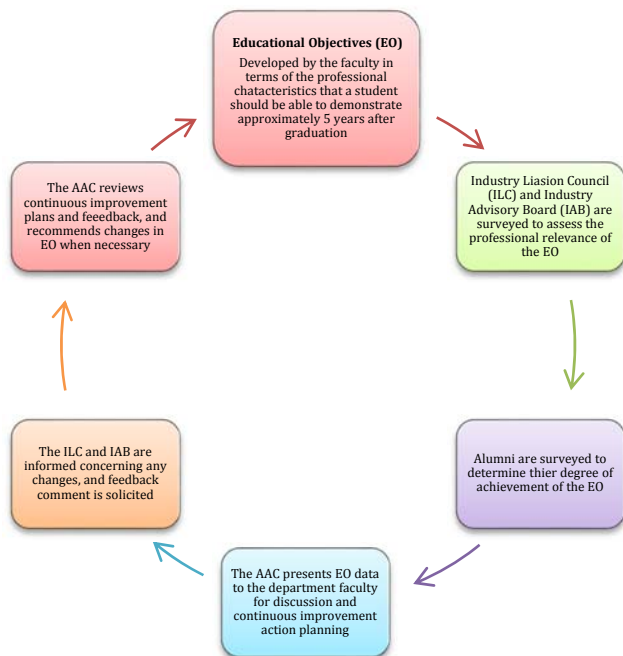 Educational Objectives (EO)
Developed by the faculty in
terms of the professional
chatacteristics that a student
should be able to demonstrate
approximately 5 years after
graduation
Industry Liasion Council
(ILC) and Industry
Advisory Board (IAB) are
surveyed to assess the
professional relevance of
the EO
Alumni are surveyed to
determine thier degree of
achievement of the EO
The AAC presents EO data
to the department faculty
for discussion and
continuous improvement
action planning
The ILC and IAB are
informed concerning any
changes, and feedback
comment is solicited
The AAC reviews
continuous improvement
plans and feeedback, and
recommends changes in
EO when necessary